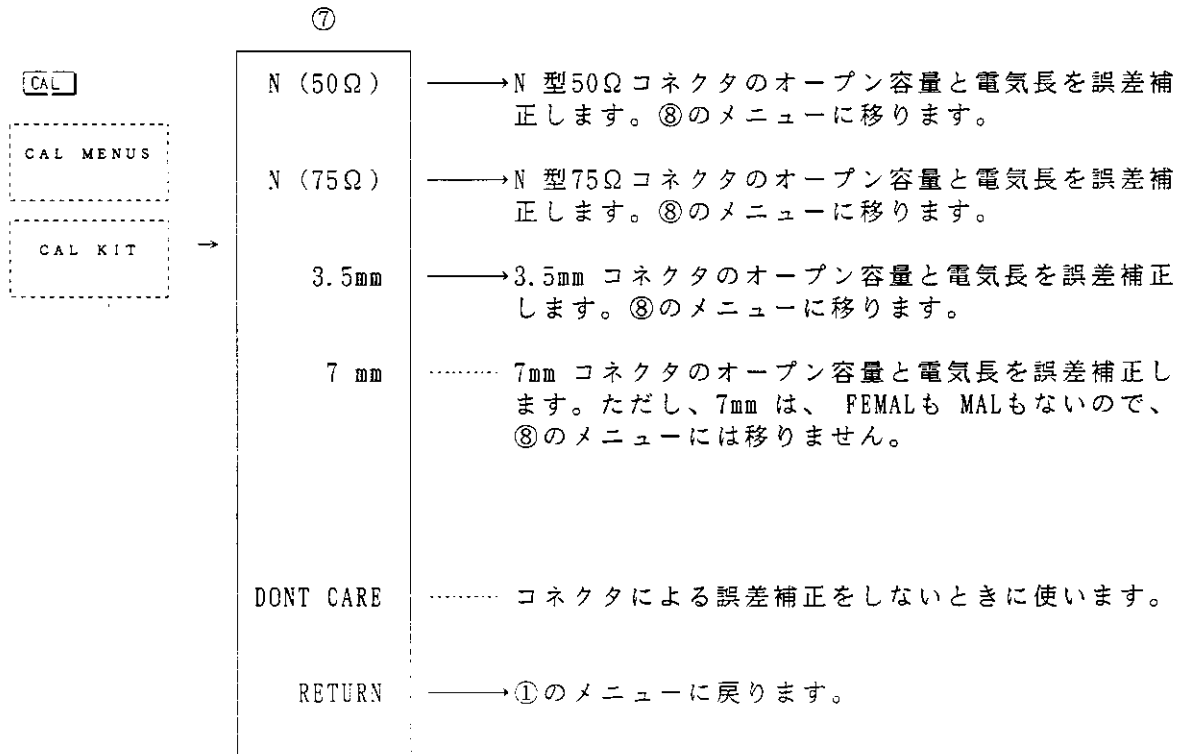 ⑦
CAL
CAL MENUS
CAL KIT
→
N (50Ω) ───→N 型50Ωコネクタのオープン容量と電気長を誤差補
正します。⑧のメニューに移ります。
N (75Ω) ───→N 型75Ωコネクタのオープン容量と電気長を誤差補
正します。⑧のメニューに移ります。
3.5mm ───→3.5mm コネクタのオープン容量と電気長を誤差補正
します。⑧のメニューに移ります。
7 mm ……… 7mm コネクタのオープン容量と電気長を誤差補正し
ます。ただし、7mm は、 FEMALも MALもないので、
⑧のメニューには移りません。
DONT CARE ……… コネクタによる誤差補正をしないときに使います。
RETURN ───→①のメニューに戻ります。